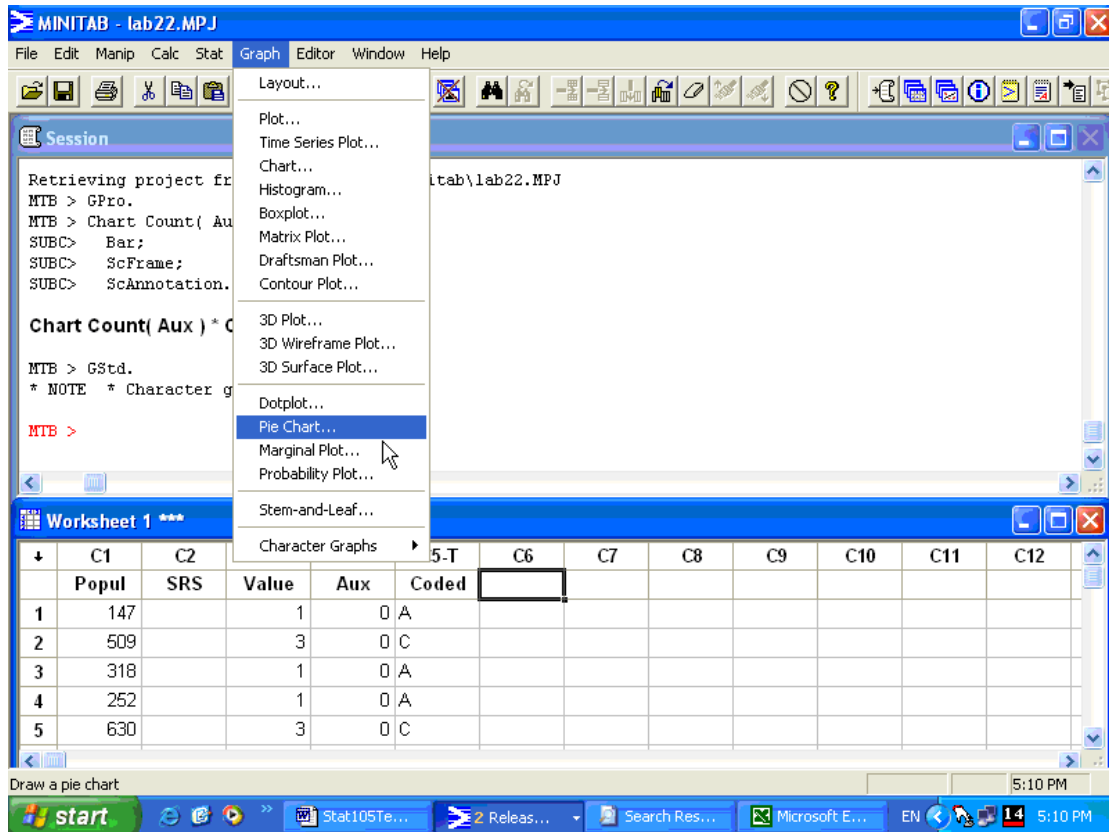 MINITAB - lab22.MPJ
File Edit Manip Calc Stat Graph Editor Window Help
Layout...
Plot...
Time Series Plot...
Chart...
Histogram...
Boxplot...
Matrix Plot...
Draftsman Plot...
Contour Plot...
3D Plot...
3D Wireframe Plot...
3D Surface Plot...
Dotplot...
Pie Chart...
Marginal Plot...
Probability Plot...
Stem-and-Leaf...
Character Graphs
Session
Retrieving project fr itab\lab22.MPJ
MTB > GPro.
MTB > Chart Count( Au
SUBC> Bar;
SUBC> ScFrame;
SUBC> ScAnnotation.
Chart Count( Aux ) * C
MTB > GStd.
* NOTE * Character g
MTB >
Worksheet 1 ***
C1 C2 5-T C6 C7 C8 C9 C10 C11 C12
Popul SRS Value Aux Coded
1 147 1 0 A
2 509 3 0 C
3 318 1 0 A
4 252 1 0 A
5 630 3 0 C
Draw a pie chart 5:10 PM
start Stat105Te... 2 Releas... Search Res... Microsoft E... EN 14 5:10 PM